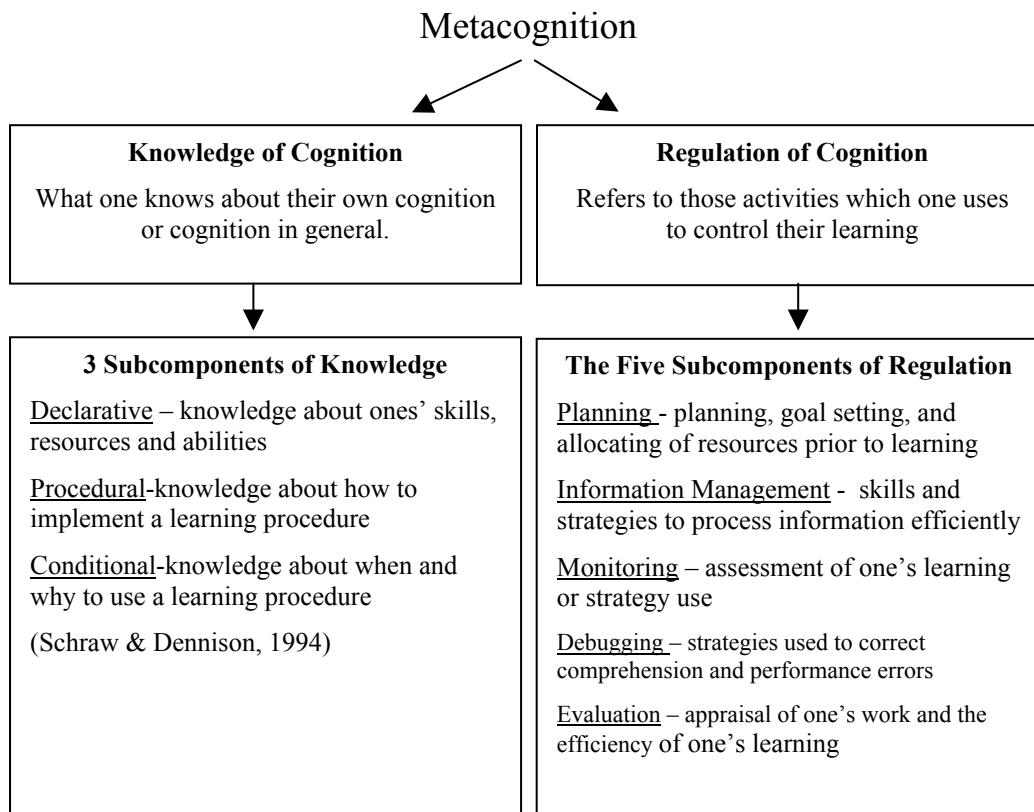 Metacognition
Knowledge of Cognition
What one knows about their own cognition
or cognition in general.
Regulation of Cognition
Refers to those activities which one uses
to control their learning
3 Subcomponents of Knowledge
Declarative – knowledge about ones’ skills,
resources and abilities
Procedural-knowledge about how to
implement a learning procedure
Conditional-knowledge about when and
why to use a learning procedure
(Schraw & Dennison, 1994)
The Five Subcomponents of Regulation
Planning - planning, goal setting, and
allocating of resources prior to learning
Information Management - skills and
strategies to process information efficiently
Monitoring – assessment of one’s learning
or strategy use
Debugging – strategies used to correct
comprehension and performance errors
Evaluation – appraisal of one’s work and the
efficiency of one’s learning